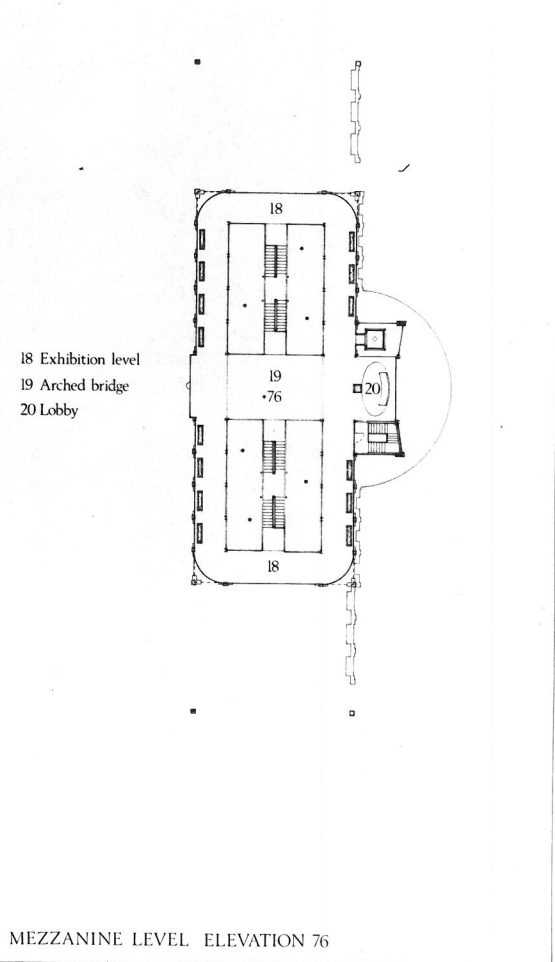 18
18 Exhibition level
19 Arched bridge
20 Lobby
19
+76
20
18
MEZZANINE LEVEL ELEVATION 76